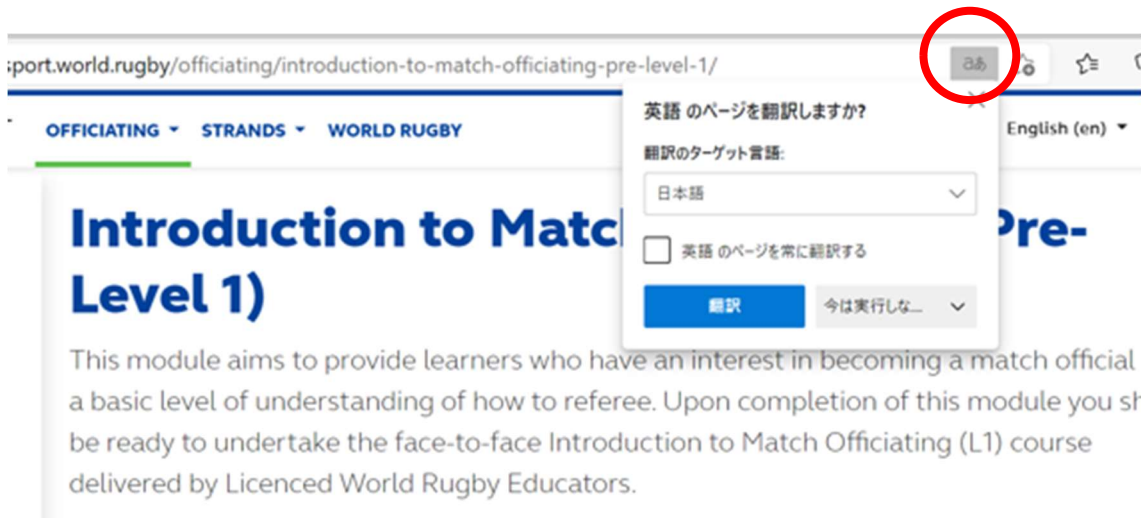 sport.world.rugby/officiating/introduction-to-match-officiating-pre-level-1/
aあ
英語 のページを翻訳しますか?
OFFICIATING STRANDS WORLD RUGBY
English (en)
翻訳のターゲット言語:
日本語
Introduction to Matc Pre-
英語 のページを常に翻訳する
Level 1)
翻訳 今は実行しな...
This module aims to provide learners who have an interest in becoming a match official
a basic level of understanding of how to referee. Upon completion of this module you sh
be ready to undertake the face-to-face Introduction to Match Officiating (L1) course
delivered by Licenced World Rugby Educators.